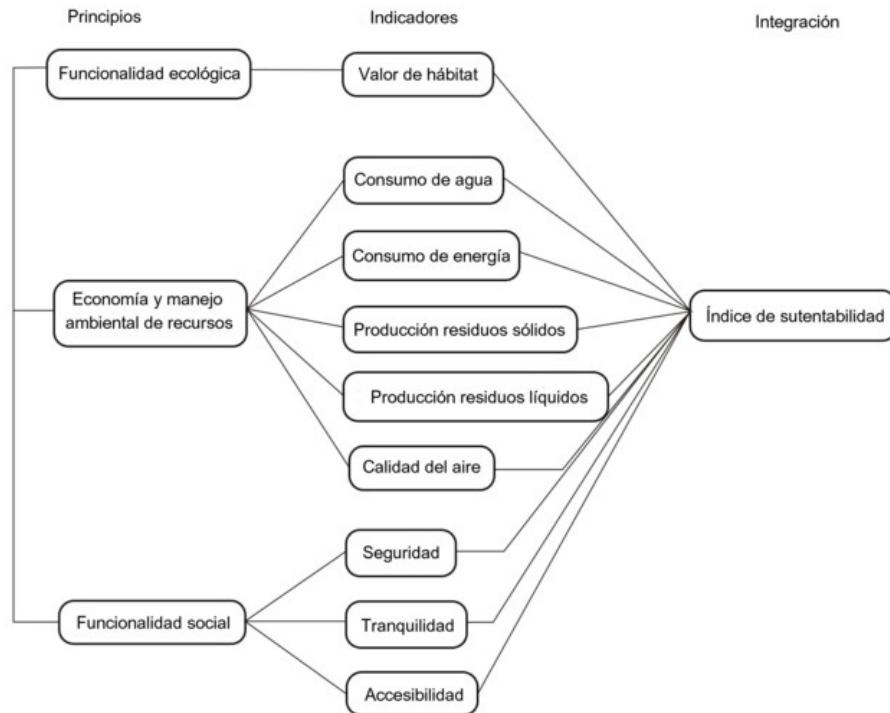 Principios
Indicadores
Integración
Funcionalidad ecológica
Valor de hábitat
Consumo de agua
Consumo de energía
Economía y manejo
ambiental de recursos
Producción residuos sólidos
Índice de sutentabilidad
Producción residuos líquidos
Calidad del aire
Seguridad
Funcionalidad social
Tranquilidad
Accesibilidad